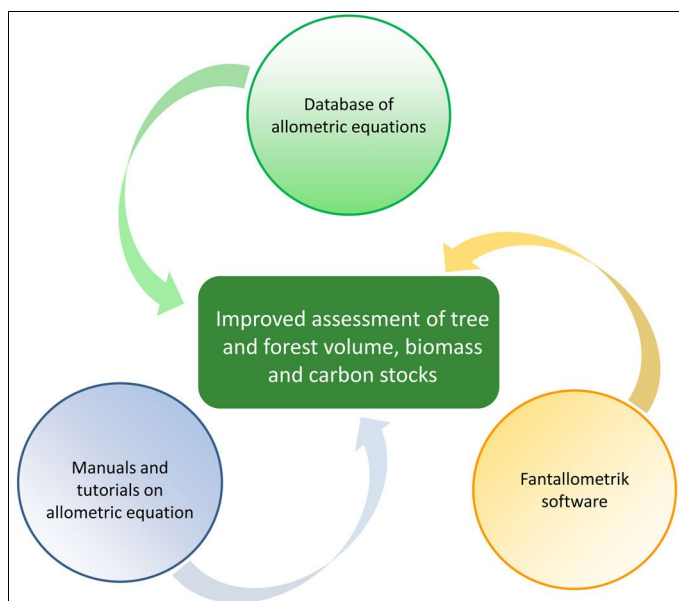 Database of
allometric equations
Improved assessment of tree
and forest volume, biomass
and carbon stocks
Manuals and
tutorials on
allometric equation
Fantallometrik
software